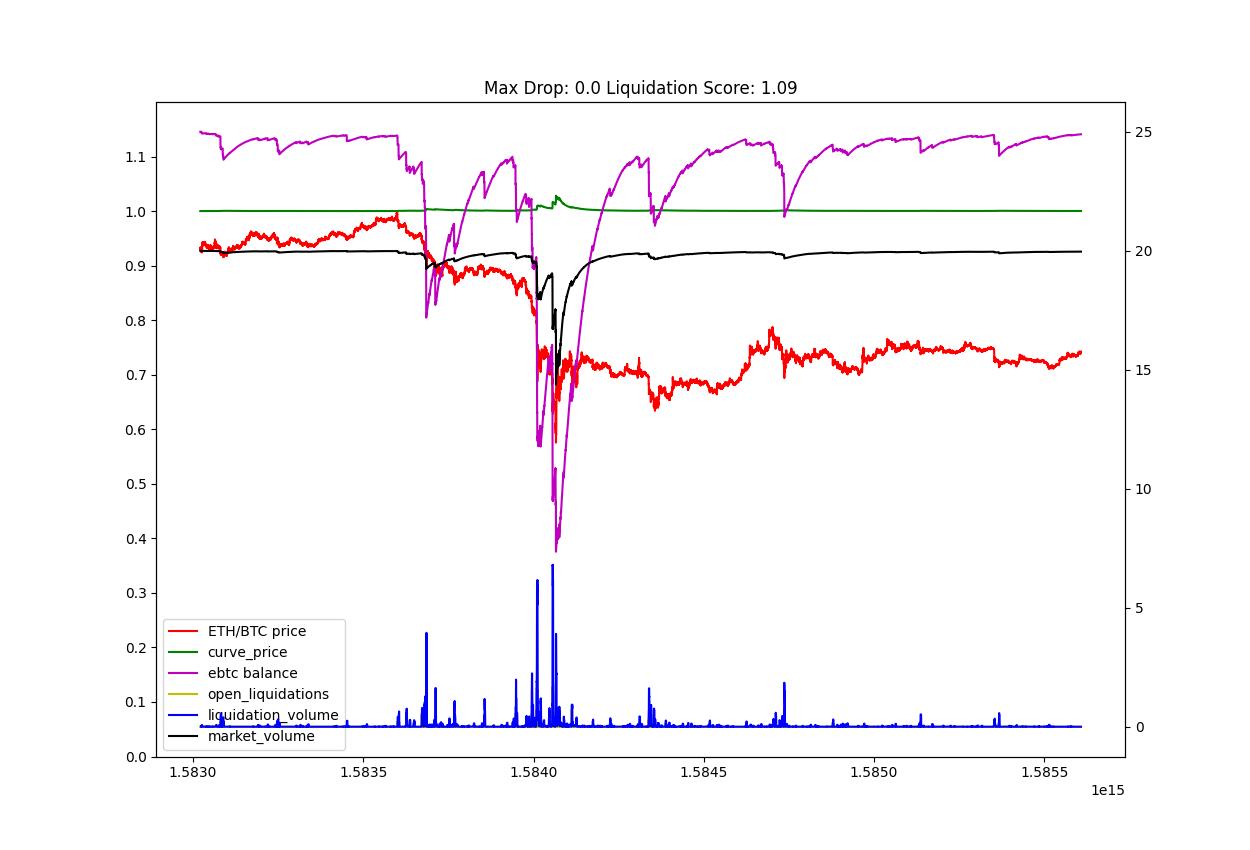 Max Drop: 0.0 Liquidation Score: 1.09
1.1
1.0
0.9
0.8
0.7
0.6
0.5
0.4
0.3
0.2
0.1
0.0
25
20
15
10
5
0
ETH/BTC price
curve_price
ebtc balance
open_liquidations
liquidation_volume
market_volume
1.5830 1.5835 1.5840 1.5845 1.5850 1.5855
1e15